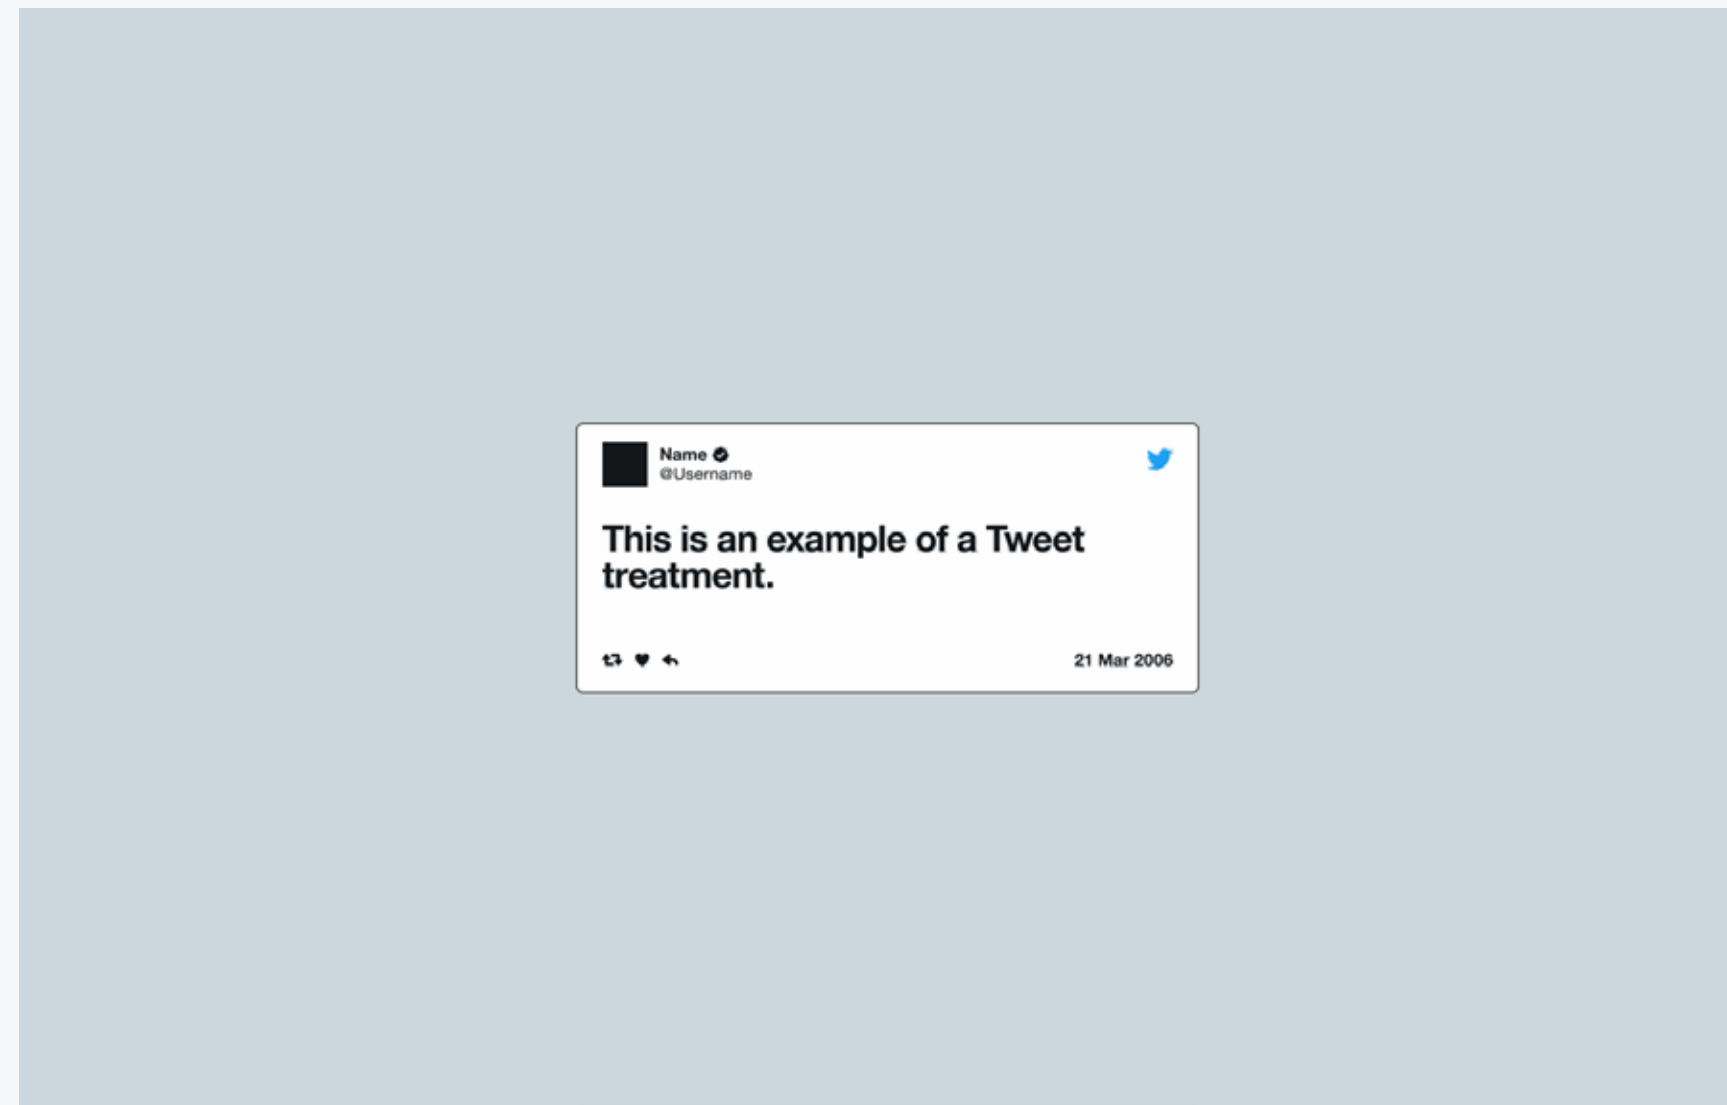 Name
@Username
This is an example of a Tweet
treatment.
21 Mar 2006